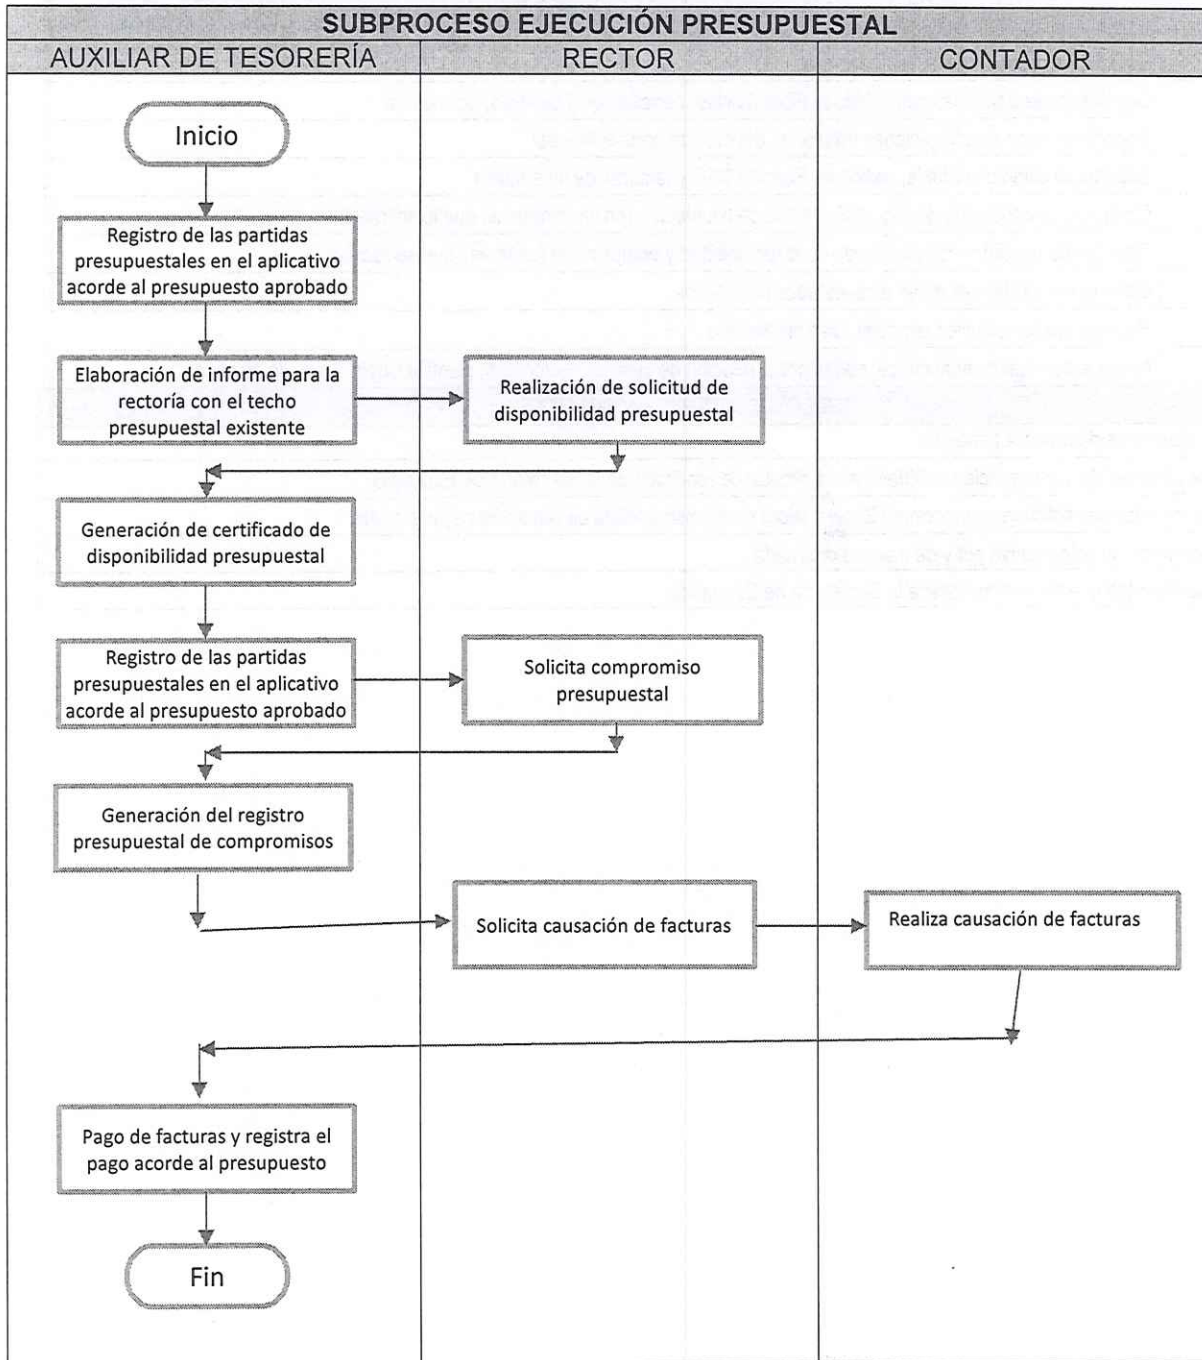 SUBPROCESO EJECUCIÓN PRESUPUESTAL
AUXILIAR DE TESORERÍA
RECTOR
CONTADOR
Inicio
Registro de las partidas
presupuestales en el aplicativo
acorde al presupuesto aprobado
Elaboración de informe para la
rectoría con el techo
presupuestal existente
Realización de solicitud de
disponibilidad presupuestal
Generación de certificado de
disponibilidad presupuestal
Registro de las partidas
presupuestales en el aplicativo
acorde al presupuesto aprobado
Solicita compromiso
presupuestal
Generación del registro
presupuestal de compromisos
Solicita causación de facturas
Realiza causación de facturas
Pago de facturas y registra el
pago acorde al presupuesto
Fin